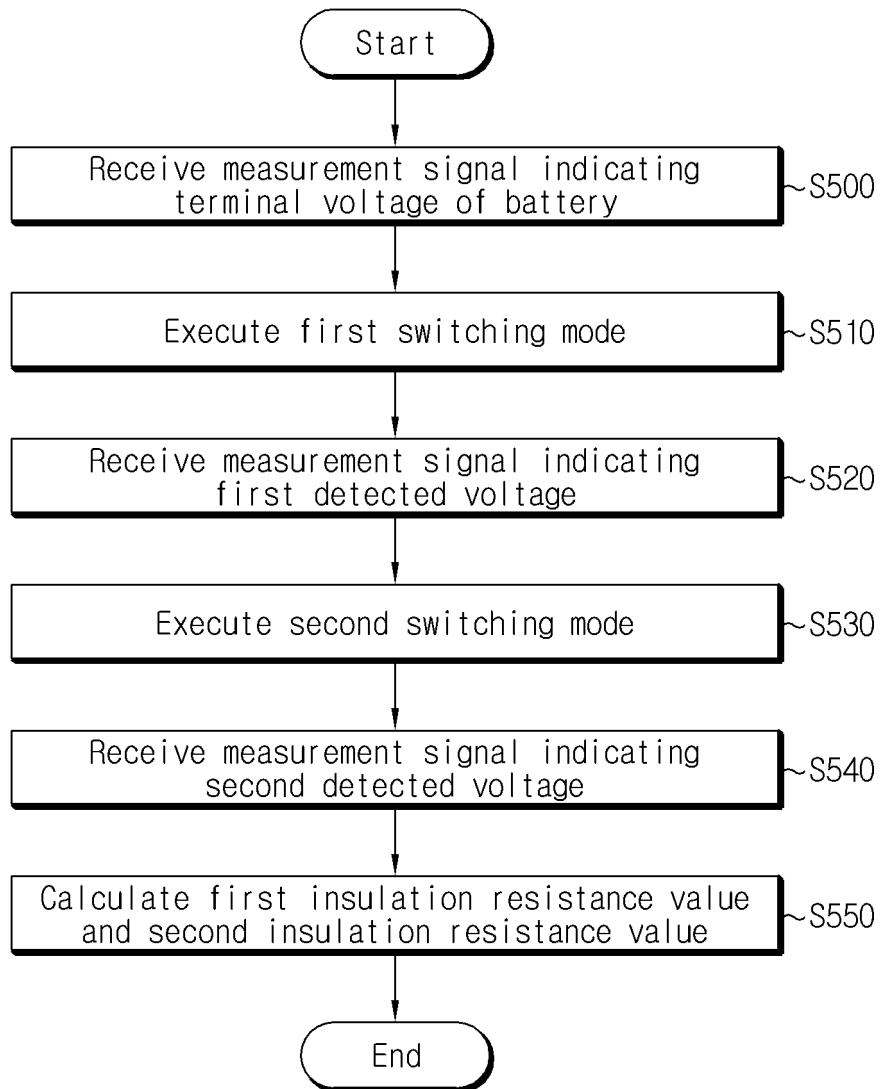 Start
Receive measurement signal indicating
terminal voltage of battery
~S500
Execute first switching mode
~S510
Receive measurement signal indicating
first detected voltage
~S520
Execute second switching mode
~S530
Receive measurement signal indicating
second detected voltage
~S540
Calculate first insulation resistance value
and second insulation resistance value
~S550
End